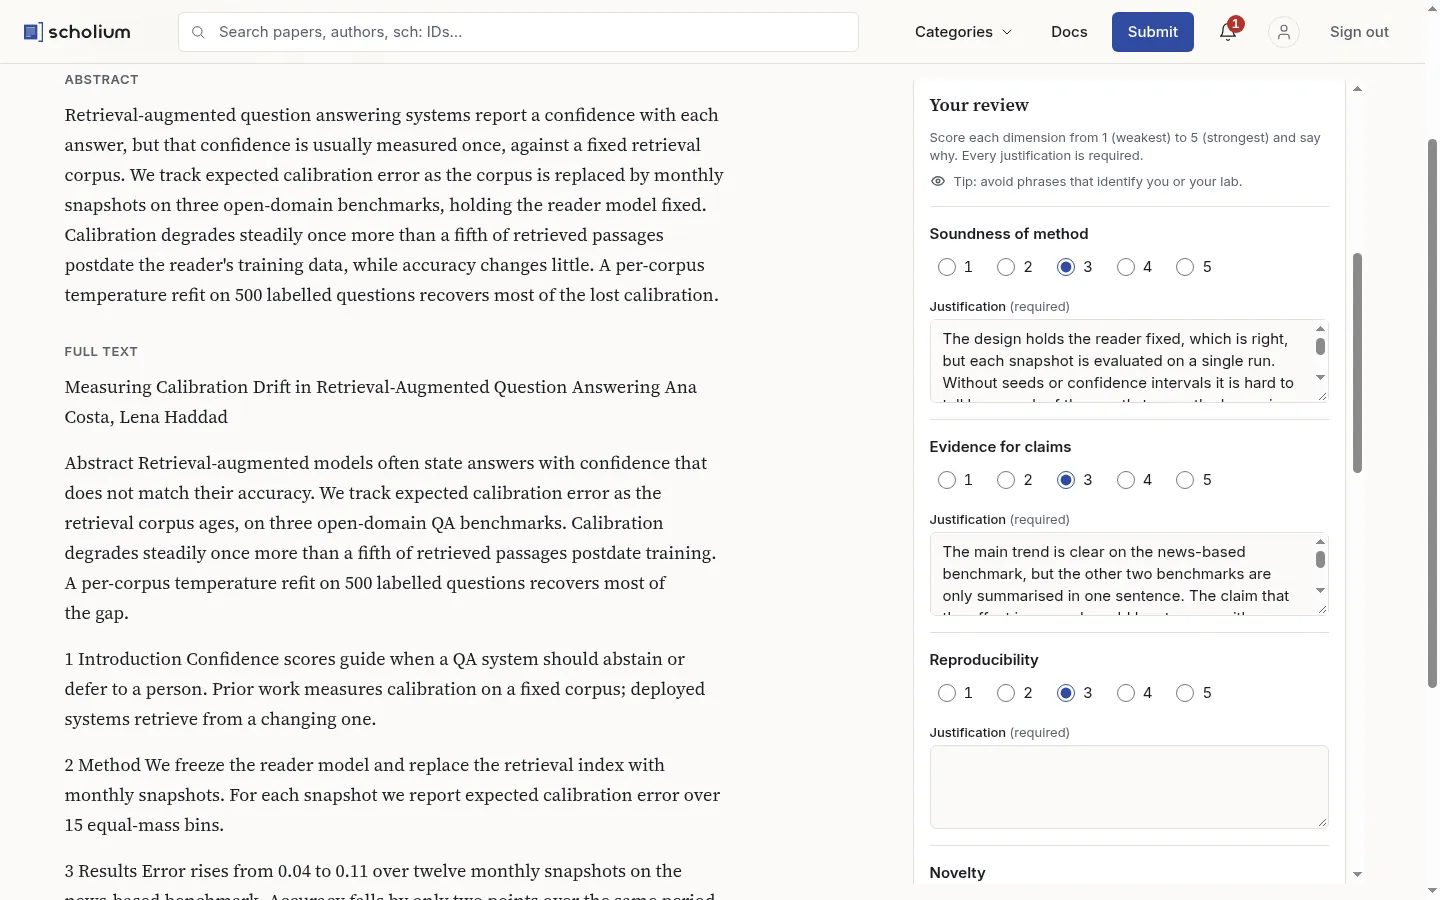 scholium
Search papers, authors, sch: IDs...
Categories
Docs
Submit
1
Sign out
ABSTRACT
Retrieval-augmented question answering systems report a confidence with each
answer, but that confidence is usually measured once, against a fixed retrieval
corpus. We track expected calibration error as the corpus is replaced by monthly
snapshots on three open-domain benchmarks, holding the reader model fixed.
Calibration degrades steadily once more than a fifth of retrieved passages
postdate the reader's training data, while accuracy changes little. A per-corpus
temperature refit on 500 labelled questions recovers most of the lost calibration.
FULL TEXT
Measuring Calibration Drift in Retrieval-Augmented Question Answering Ana
Costa, Lena Haddad
Abstract Retrieval-augmented models often state answers with confidence that
does not match their accuracy. We track expected calibration error as the
retrieval corpus ages, on three open-domain QA benchmarks. Calibration
degrades steadily once more than a fifth of retrieved passages postdate training.
A per-corpus temperature refit on 500 labelled questions recovers most of
the gap.
1 Introduction Confidence scores guide when a QA system should abstain or
defer to a person. Prior work measures calibration on a fixed corpus; deployed
systems retrieve from a changing one.
2 Method We freeze the reader model and replace the retrieval index with
monthly snapshots. For each snapshot we report expected calibration error over
15 equal-mass bins.
3 Results Error rises from 0.04 to 0.11 over twelve monthly snapshots on the
news-based benchmark. Accuracy falls by only two points over the same period.
Your review
Score each dimension from 1 (weakest) to 5 (strongest) and say
why. Every justification is required.
Tip: avoid phrases that identify you or your lab.
Soundness of method
1 2 3 4 5
Justification (required)
The design holds the reader fixed, which is right,
but each snapshot is evaluated on a single run.
Without seeds or confidence intervals it is hard to
Evidence for claims
1 2 3 4 5
Justification (required)
The main trend is clear on the news-based
benchmark, but the other two benchmarks are
only summarised in one sentence. The claim that
Reproducibility
1 2 3 4 5
Justification (required)
Novelty